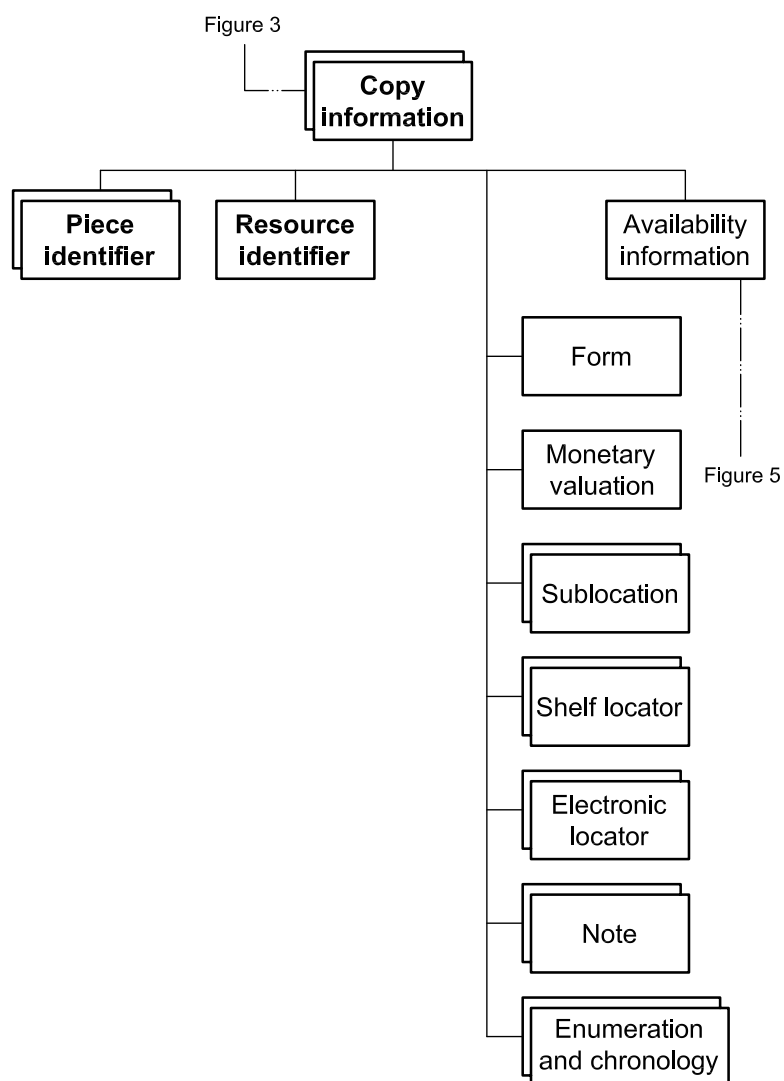 Figure 3
Copy
information
Piece
identifier
Resource
identifier
Availability
information
Form
Monetary
valuation
Figure 5
Sublocation
Shelf locator
Electronic
locator
Note
Enumeration
and chronology